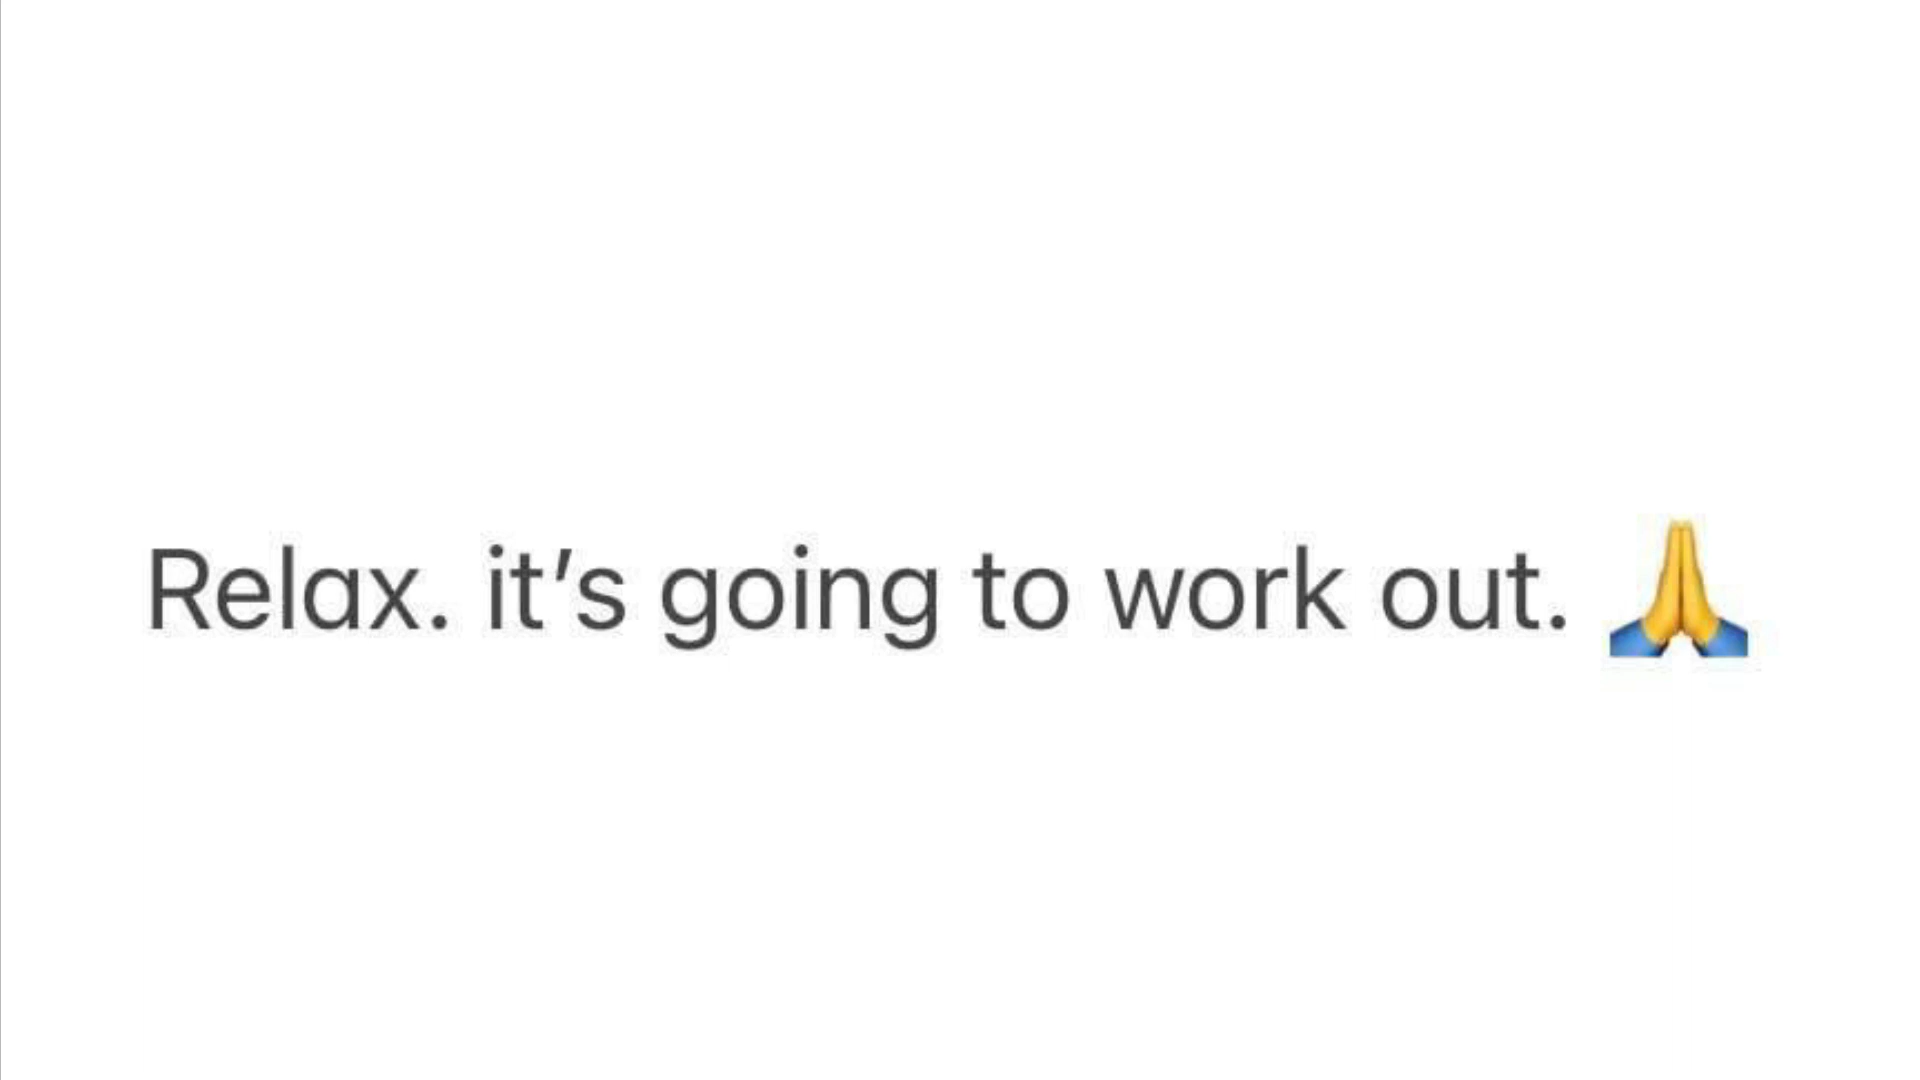 Relax. it’s going to work out. 🙏